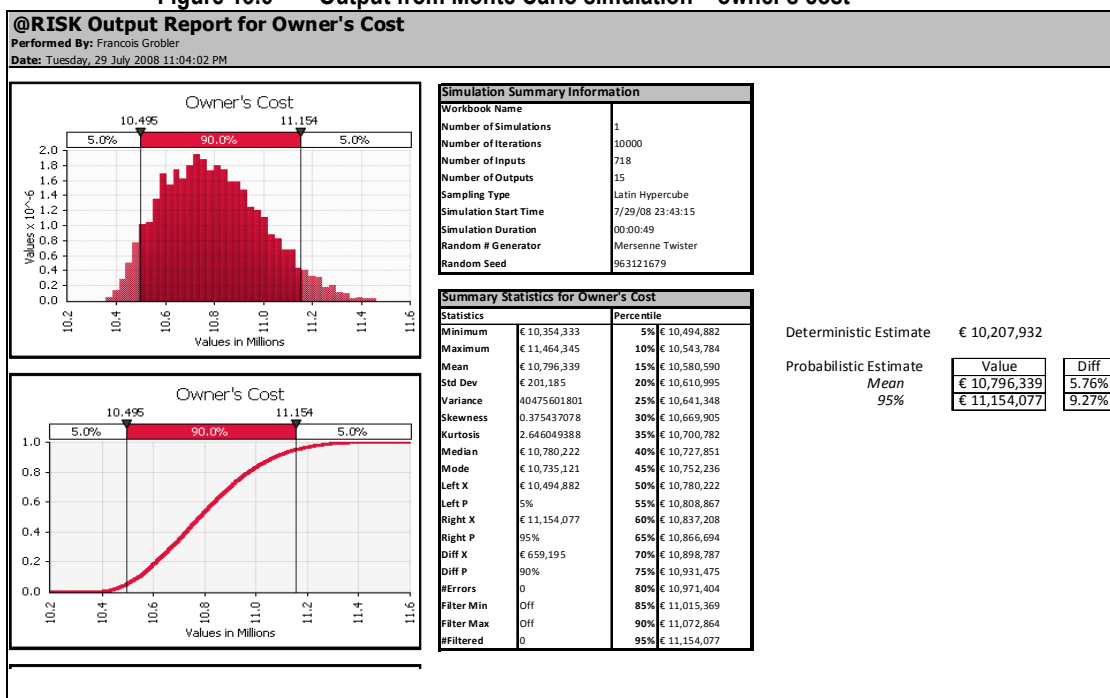 Figure 10.6 Output from Monte Carlo simulation – owner's cost
@RISK Output Report for Owner's Cost
Performed By: Francois Grobler
Date: Tuesday, 29 July 2008 11:04:02 PM
Owner's Cost
10.495 11.154
5.0% 90.0% 5.0%
Values x 10^-6
2.0
1.8
1.6
1.4
1.2
1.0
0.8
0.6
0.4
0.2
0.0
10.2 10.4 10.6 10.8 11.0 11.2 11.4 11.6
Values in Millions
Owner's Cost
10.495 11.154
5.0% 90.0% 5.0%
1.0
0.8
0.6
0.4
0.2
0.0
10.2 10.4 10.6 10.8 11.0 11.2 11.4 11.6
Values in Millions
Simulation Summary Information
Workbook Name
Number of Simulations 1
Number of Iterations 10000
Number of Inputs 718
Number of Outputs 15
Sampling Type Latin Hypercube
Simulation Start Time 7/29/08 23:43:15
Simulation Duration 00:00:49
Random # Generator Mersenne Twister
Random Seed 963121679
Summary Statistics for Owner's Cost
Statistics Percentile
Minimum € 10,354,333 5% € 10,494,882
Maximum € 11,464,345 10% € 10,543,784
Mean € 10,796,339 15% € 10,580,590
Std Dev € 201,185 20% € 10,610,995
Variance 40475601801 25% € 10,641,348
Skewness 0.375437078 30% € 10,669,905
Kurtosis 2.646049388 35% € 10,700,782
Median € 10,780,222 40% € 10,727,851
Mode € 10,735,121 45% € 10,752,236
Left X € 10,494,882 50% € 10,780,222
Left P 5% 55% € 10,808,867
Right X € 11,154,077 60% € 10,837,208
Right P 95% 65% € 10,866,694
Diff X € 659,195 70% € 10,898,787
Diff P 90% 75% € 10,931,475
#Errors 0 80% € 10,971,404
Filter Min Off 85% € 11,015,369
Filter Max Off 90% € 11,072,864
#Filtered 0 95% € 11,154,077
Deterministic Estimate € 10,207,932
Probabilistic Estimate Value Diff
Mean € 10,796,339 5.76%
95% € 11,154,077 9.27%